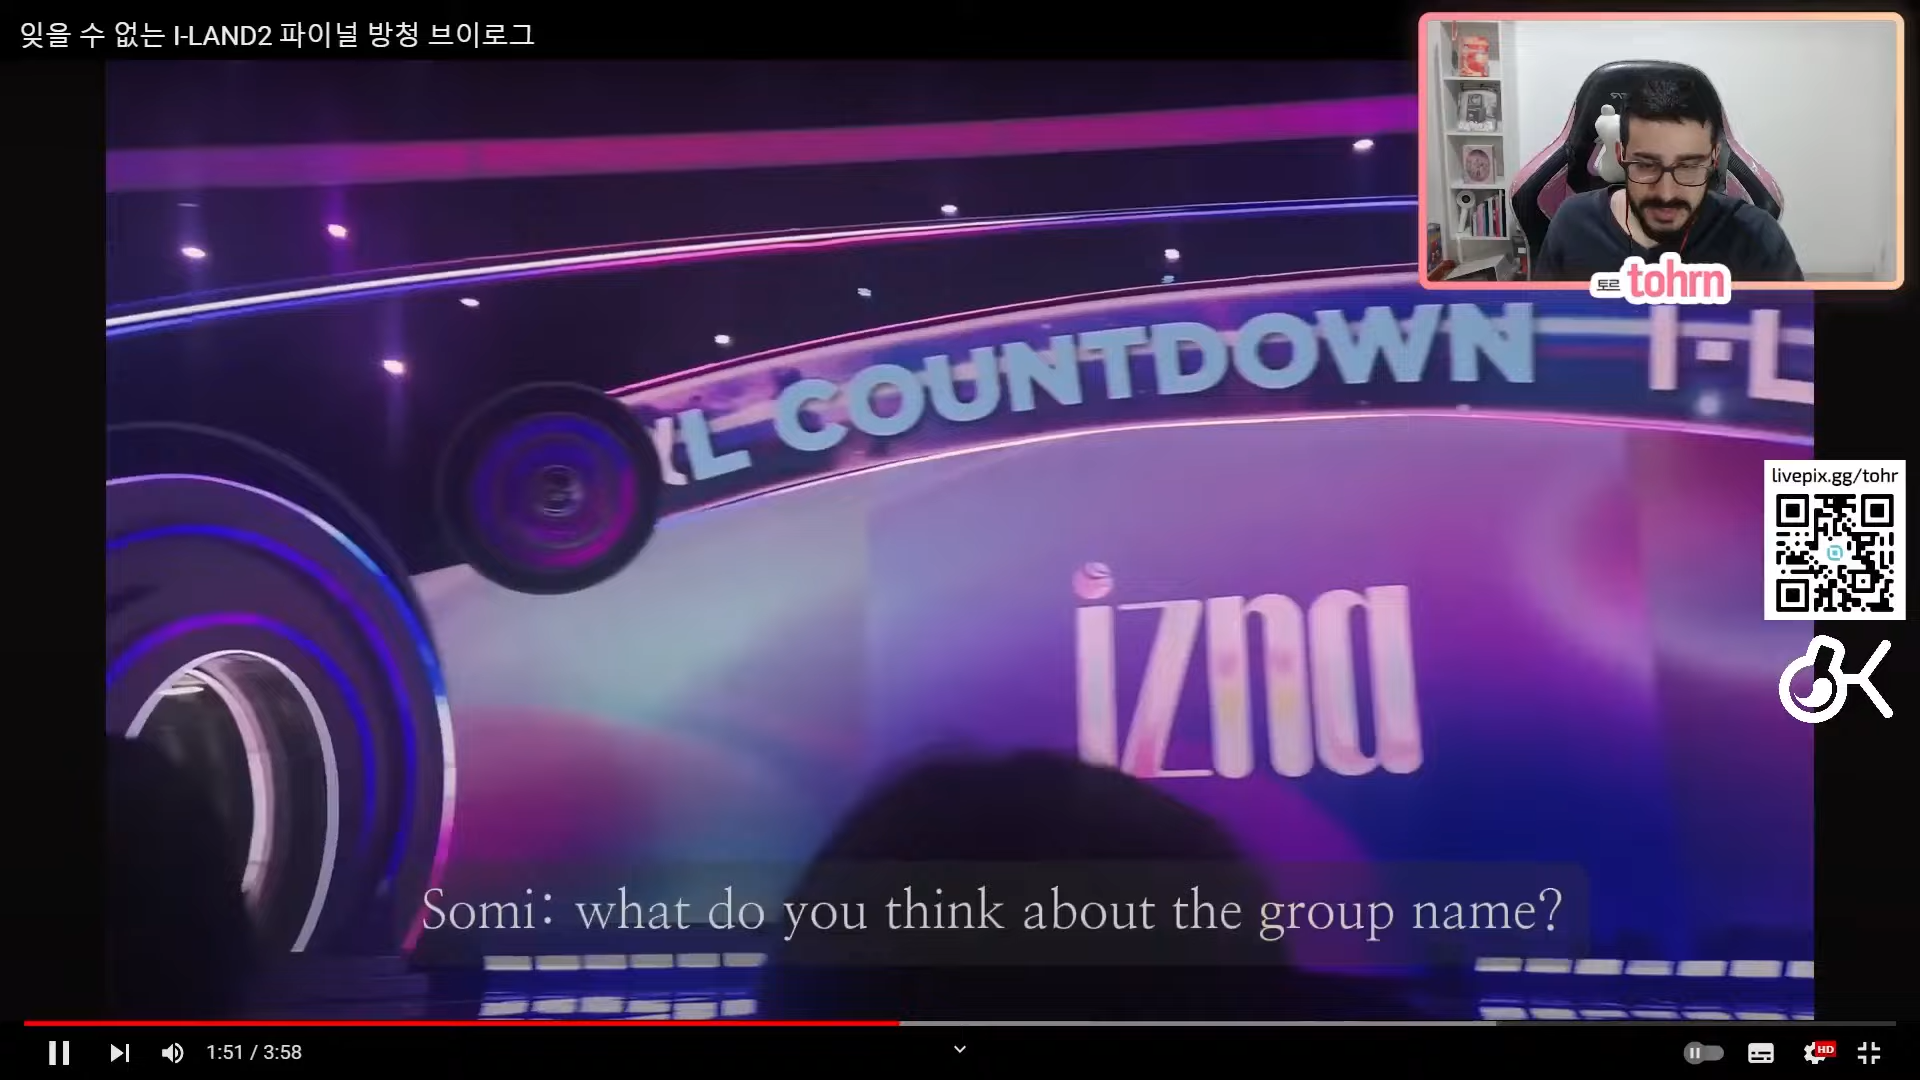 잊을 수 없는 I-LAND2 파이널 방청 브이로그
토르 tohrn
L COUNTDOWN I-L
livepix.gg/tohr
izna
Somi: what do you think about the group name?
1:51 / 3:58
HD